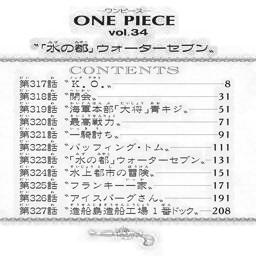 ーワンピースー
ONE PIECE
vol.34
〝「水の都」ウォーターセブン〟
CONTENTS
第317話 〝K.O.〟 8
第318話 〝閉会〟 31
第319話 〝海軍本部「大将」青キジ〟 51
第320話 〝最高戦力〟 71
第321話 〝一騎討ち〟 91
第322話 〝パッフィング・トム〟 111
第323話 〝「水の都」ウォーターセブン〟 131
第324話 〝水上都市の冒険〟 151
第325話 〝フランキー一家〟 171
第326話 〝アイスバーグさん〟 191
第327話 〝造船島造船工場1番ドック〟 208